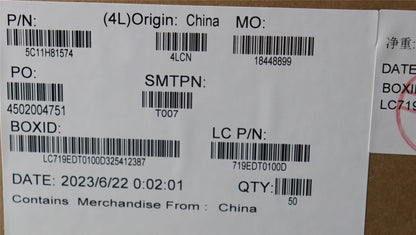 P/N: (4L)Origin: China MO:
5C11H81574 4LCN 18448899
PO: SMTPN:
4502004751 T007
BOXID: LC P/N:
LC719EDT0100D325412387 719EDT0100D
DATE: 2023/6/22 0:02:01 QTY:
50
Contains Merchandise From : China
净重:
DATE
BOXID
LC719